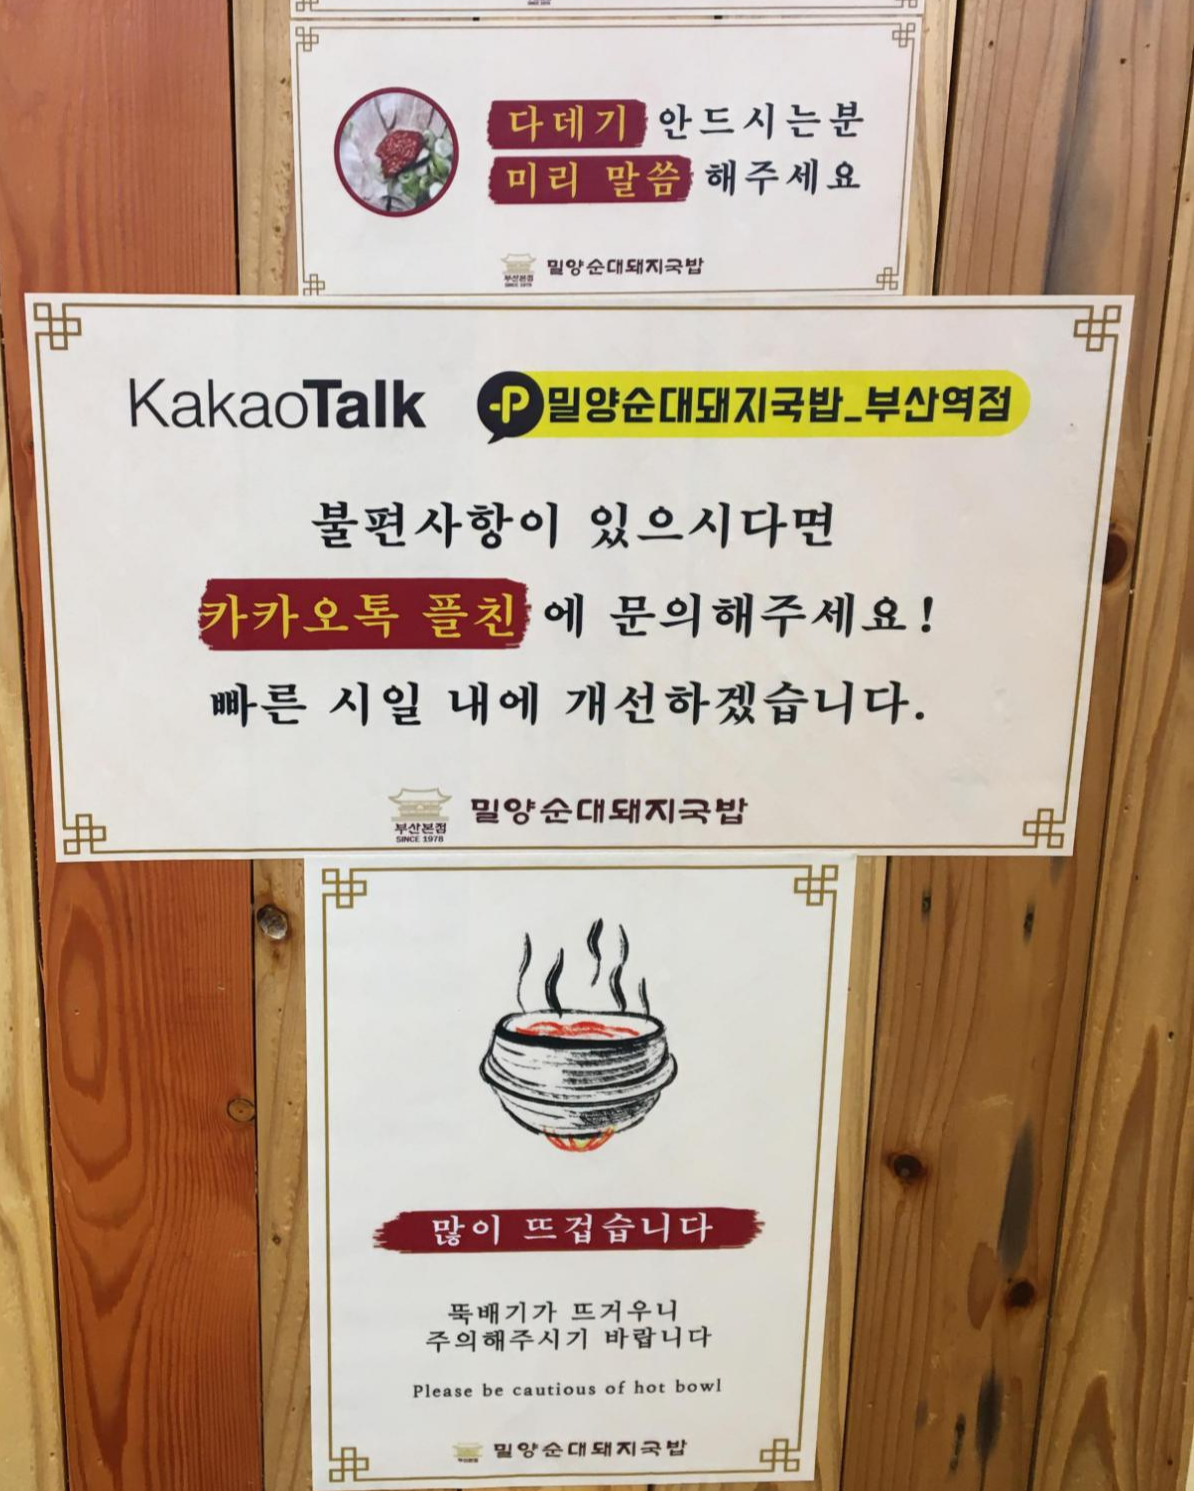 다데기 안드시는분
미리 말씀 해주세요
부산본점
SINCE 1978
밀양순대돼지국밥
KakaoTalk
P 밀양순대돼지국밥_부산역점
불편사항이 있으시다면
카카오톡 플친 에 문의해주세요!
빠른 시일 내에 개선하겠습니다.
부산본점
SINCE 1978
밀양순대돼지국밥
많이 뜨겁습니다
뚝배기가 뜨거우니
주의해주시기 바랍니다
Please be cautious of hot bowl
밀양순대돼지국밥